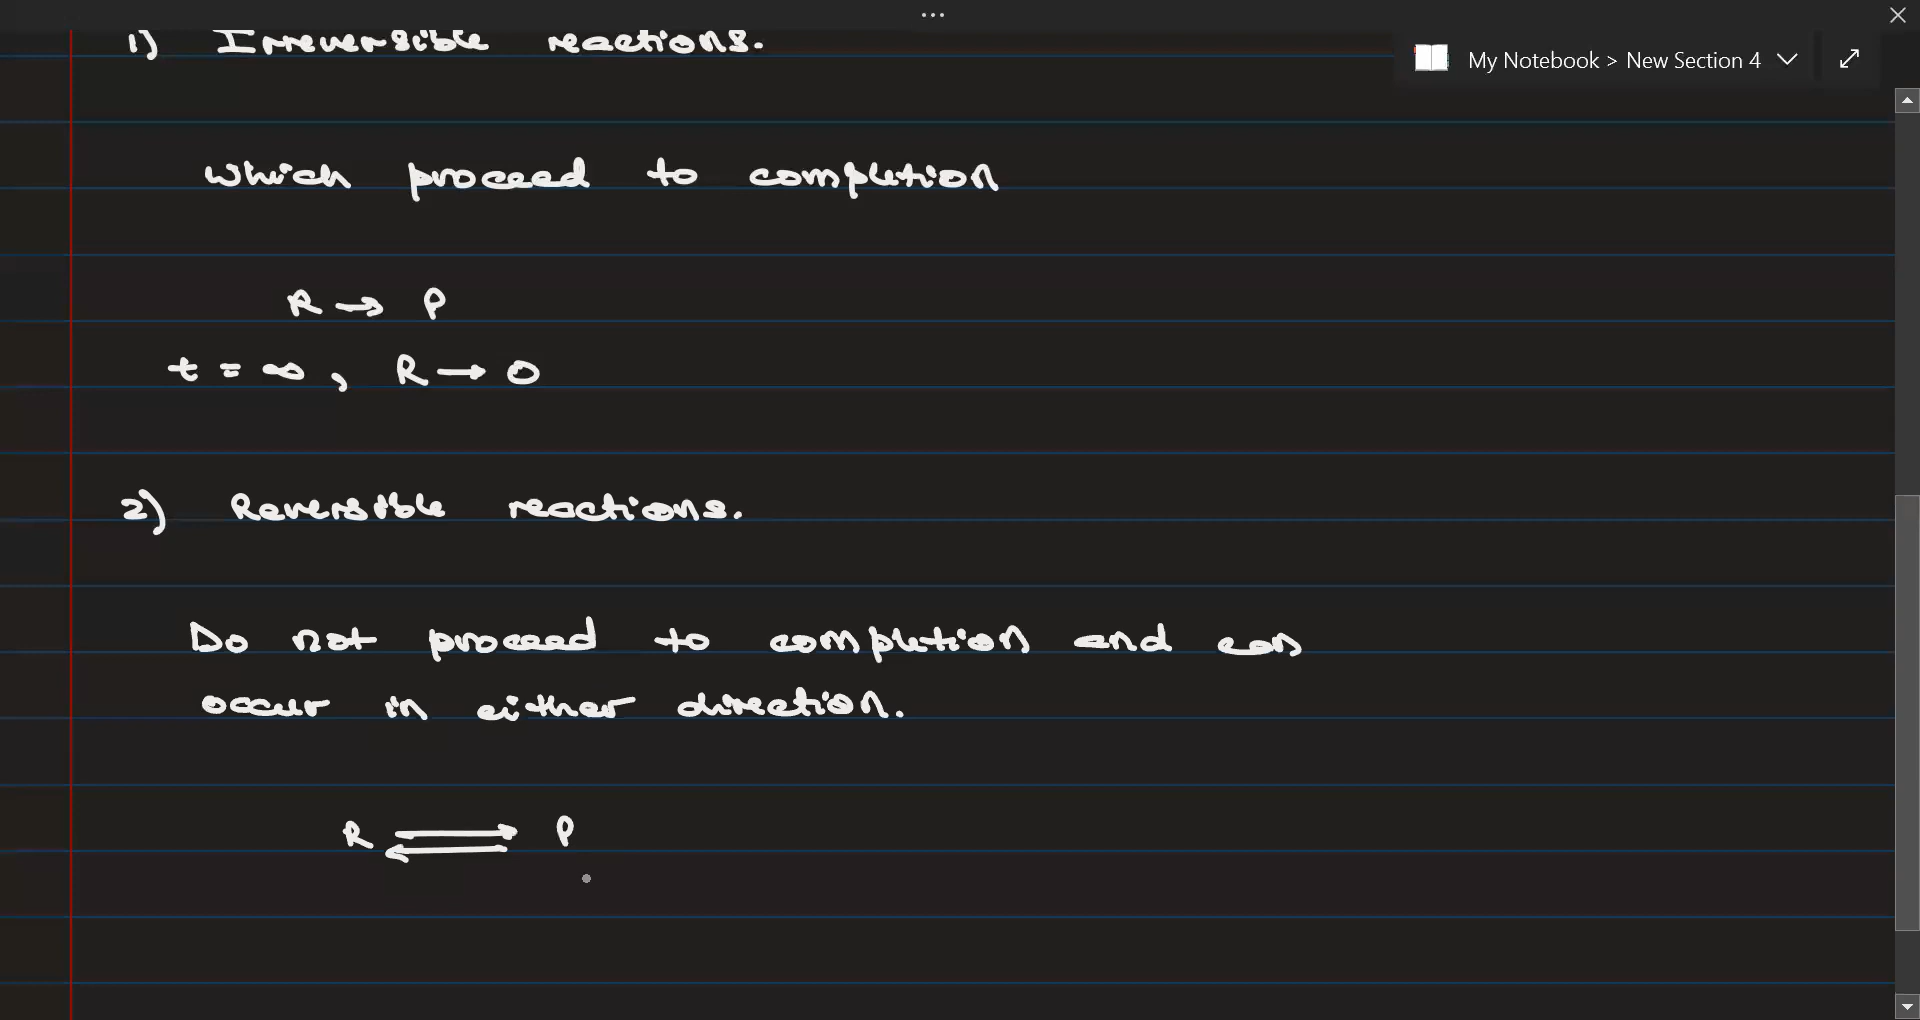 1) Irreversible reactions.
My Notebook > New Section 4
which proceed to completion
R → P
t = ∞, R → 0
2) Reversible reactions.
Do not proceed to completion and can
occur in either direction.
R ⇌ P